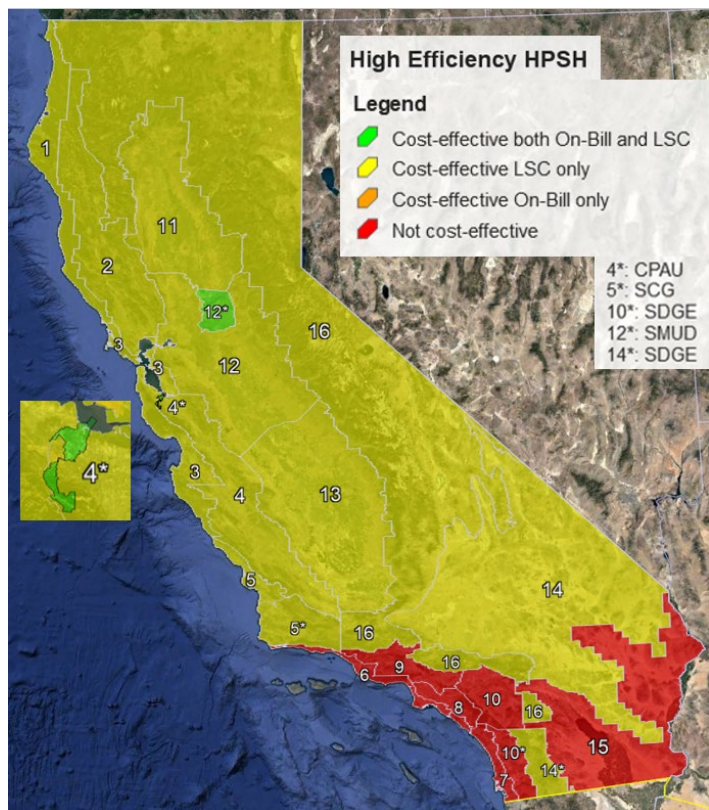 High Efficiency HPSH
Legend
Cost-effective both On-Bill and LSC
Cost-effective LSC only
Cost-effective On-Bill only
Not cost-effective
4*: CPAU
5*: SCG
10*: SDGE
12*: SMUD
14*: SDGE
1
11
2
12*
16
3
3
12
4*
4*
3
4
13
5
14
5*
16
16
9
6
10
16
8
15
10*
14*
7